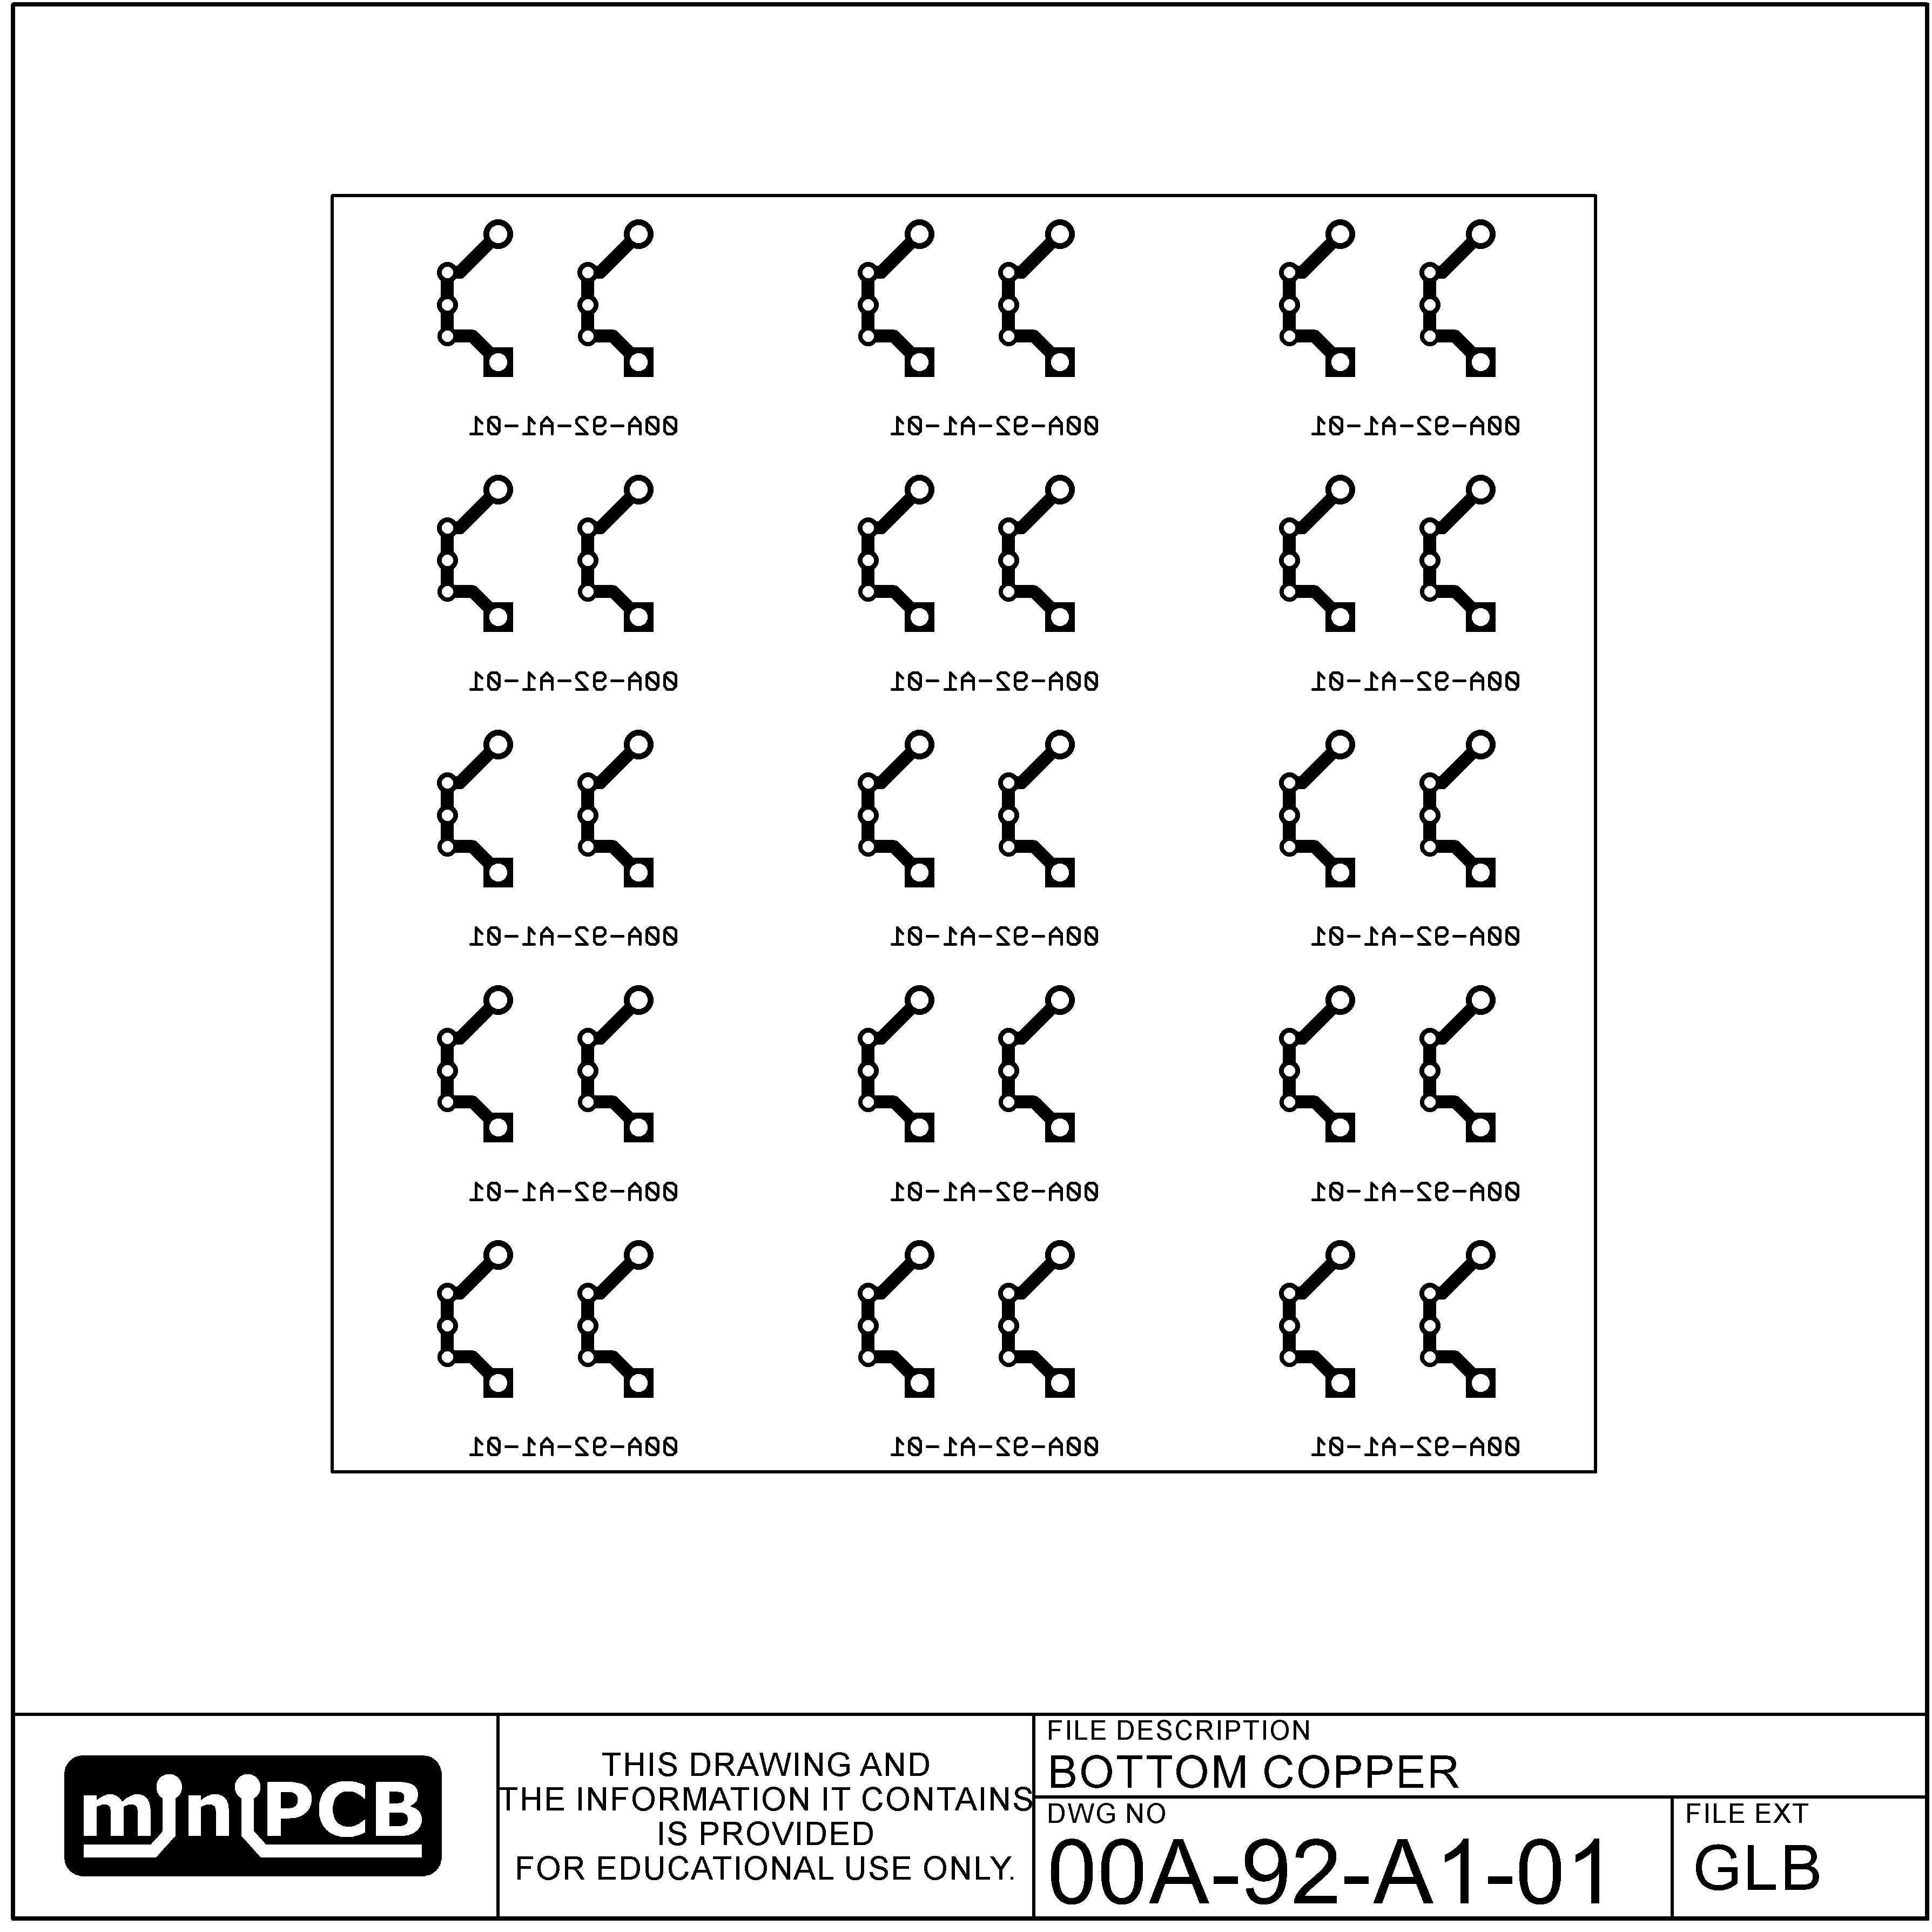 00A-92-A1-01 00A-92-A1-01 00A-92-A1-01
00A-92-A1-01 00A-92-A1-01 00A-92-A1-01
00A-92-A1-01 00A-92-A1-01 00A-92-A1-01
00A-92-A1-01 00A-92-A1-01 00A-92-A1-01
00A-92-A1-01 00A-92-A1-01 00A-92-A1-01
miniPCB
THIS DRAWING AND
THE INFORMATION IT CONTAINS
IS PROVIDED
FOR EDUCATIONAL USE ONLY.
FILE DESCRIPTION
BOTTOM COPPER
DWG NO
00A-92-A1-01
FILE EXT
GLB